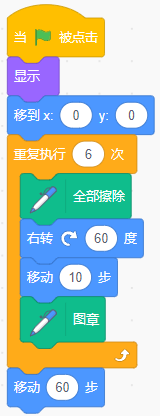 当 被点击
显示
移到 x: 0 y: 0
重复执行 6 次
全部擦除
右转 60 度
移动 10 步
图章
移动 60 步